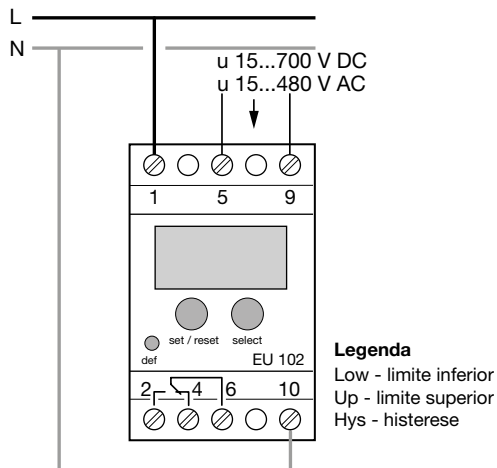 L
N
u 15...700 V DC
u 15...480 V AC
1 5 9
set / reset select
def
EU 102
2 4 6 10
Legenda
Low - limite inferior
Up - limite superior
Hys - histerese